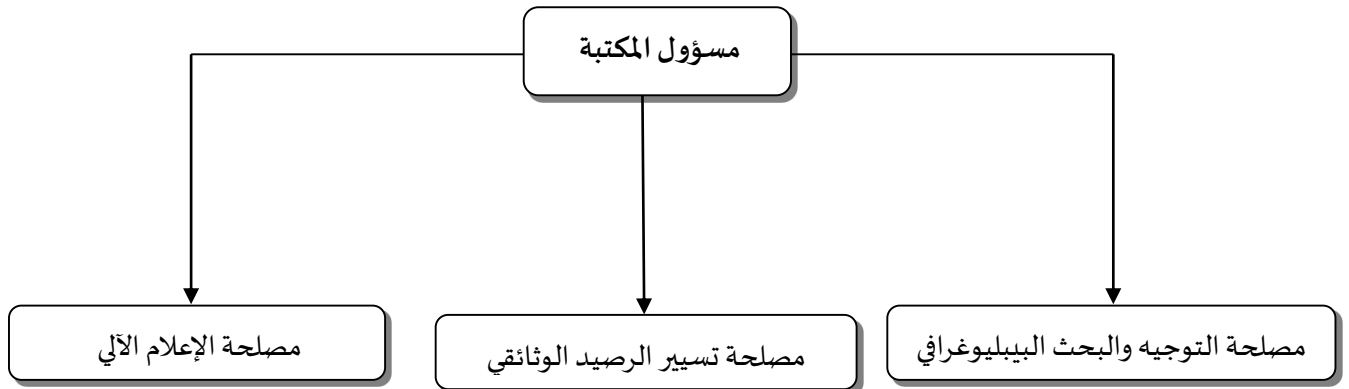 مسؤول المكتبة
مصلحة التوجيه والبحث البيبليوغرافي
مصلحة تسيير الرصيد الوثائقي
مصلحة الإعلام الآلي